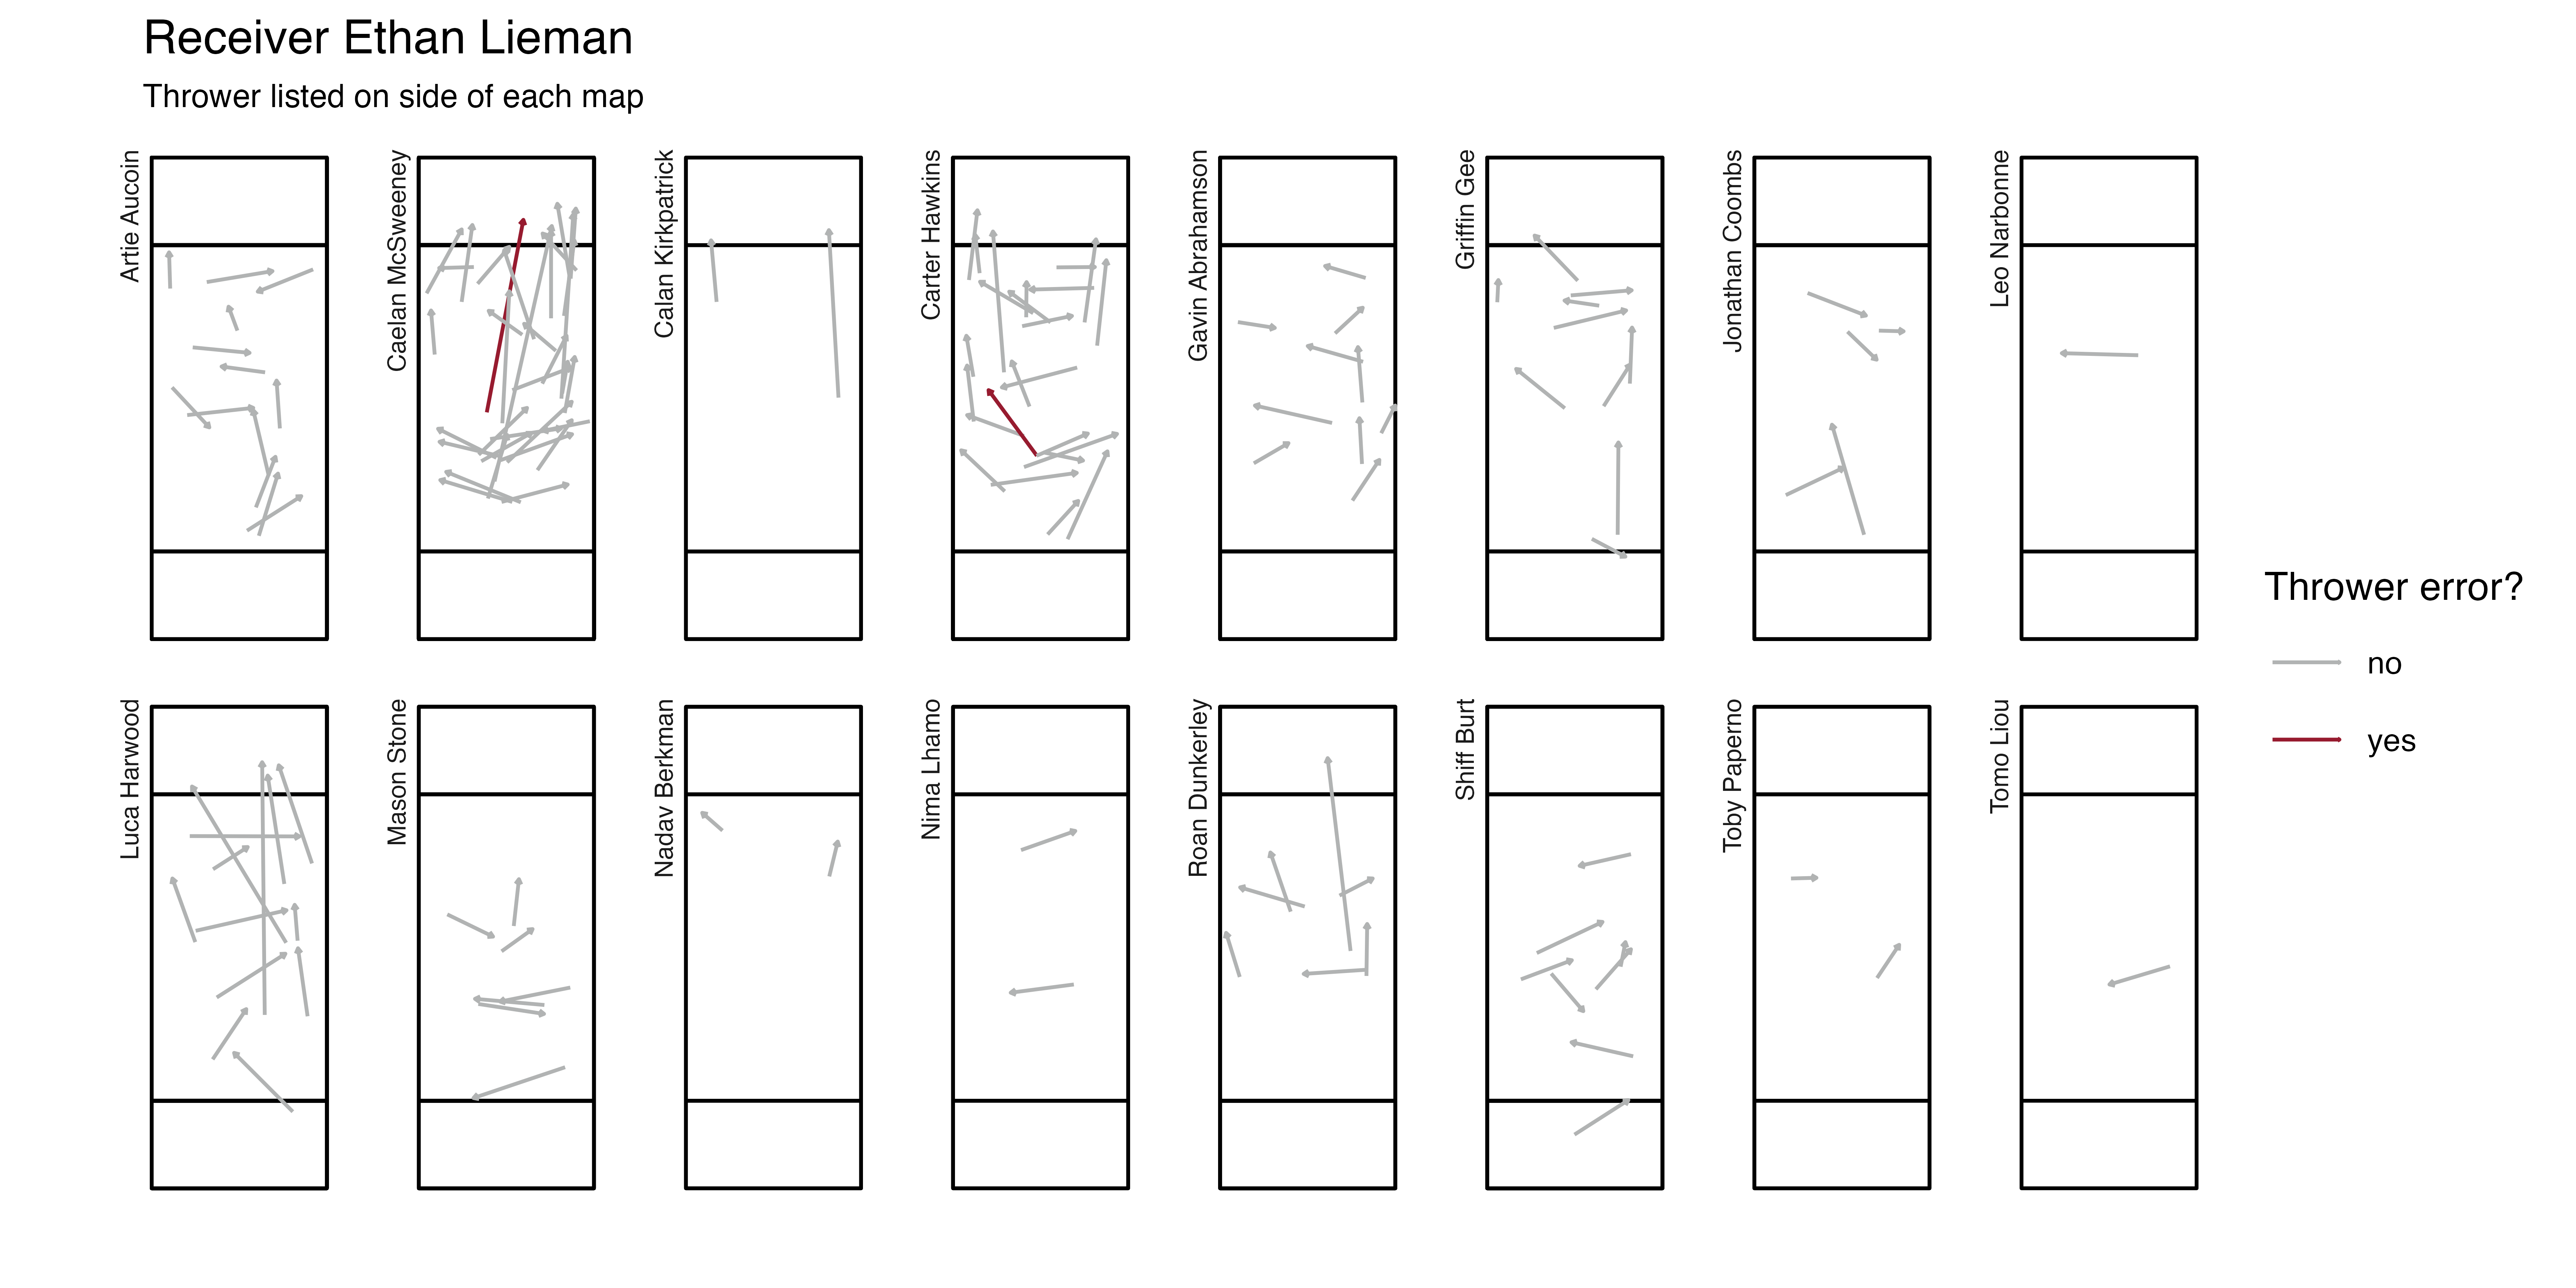 Receiver Ethan Lieman
Thrower listed on side of each map
Artie Aucoin
Caelan McSweeney
Calan Kirkpatrick
Carter Hawkins
Gavin Abrahamson
Griffin Gee
Jonathan Coombs
Leo Narbonne
Luca Harwood
Mason Stone
Nadav Berkman
Nima Lhamo
Roan Dunkerley
Shiff Burt
Toby Paperno
Tomo Liou
Thrower error?
no
yes